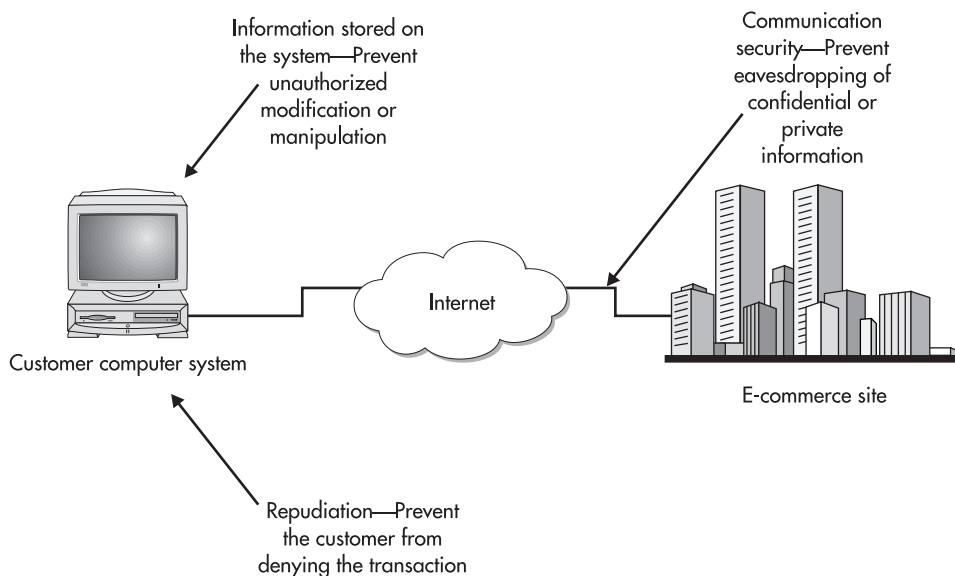 Information stored on
the system—Prevent
unauthorized
modification or
manipulation
Communication
security—Prevent
eavesdropping of
confidential or
private
information
Internet
Customer computer system
E-commerce site
Repudiation—Prevent
the customer from
denying the transaction